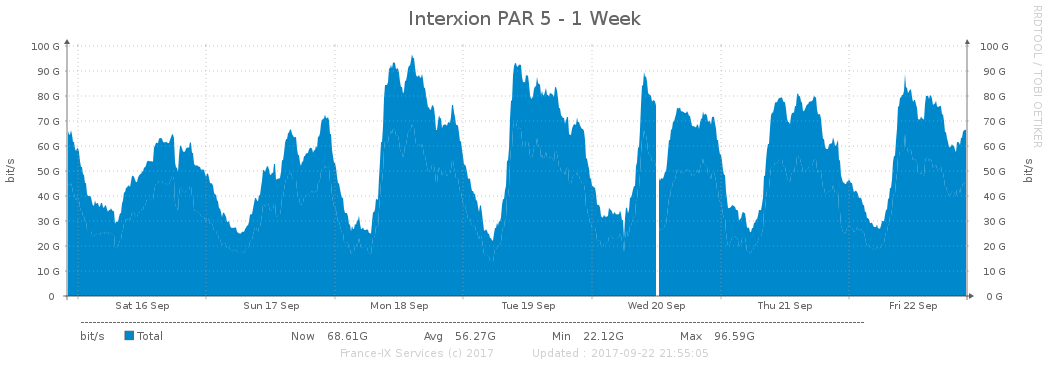 Interxion PAR 5 - 1 Week
RRDTOOL / TOBI OETIKER
bit/s
100 G 100 G
90 G 90 G
80 G 80 G
70 G 70 G
60 G 60 G
50 G 50 G
40 G 40 G
30 G 30 G
20 G 20 G
10 G 10 G
0 0 G
bit/s
Sat 16 Sep Sun 17 Sep Mon 18 Sep Tue 19 Sep Wed 20 Sep Thu 21 Sep Fri 22 Sep
bit/s Total Now 68.61G Avg 56.27G Min 22.12G Max 96.59G
France-IX Services (c) 2017 Updated : 2017-09-22 21:55:05